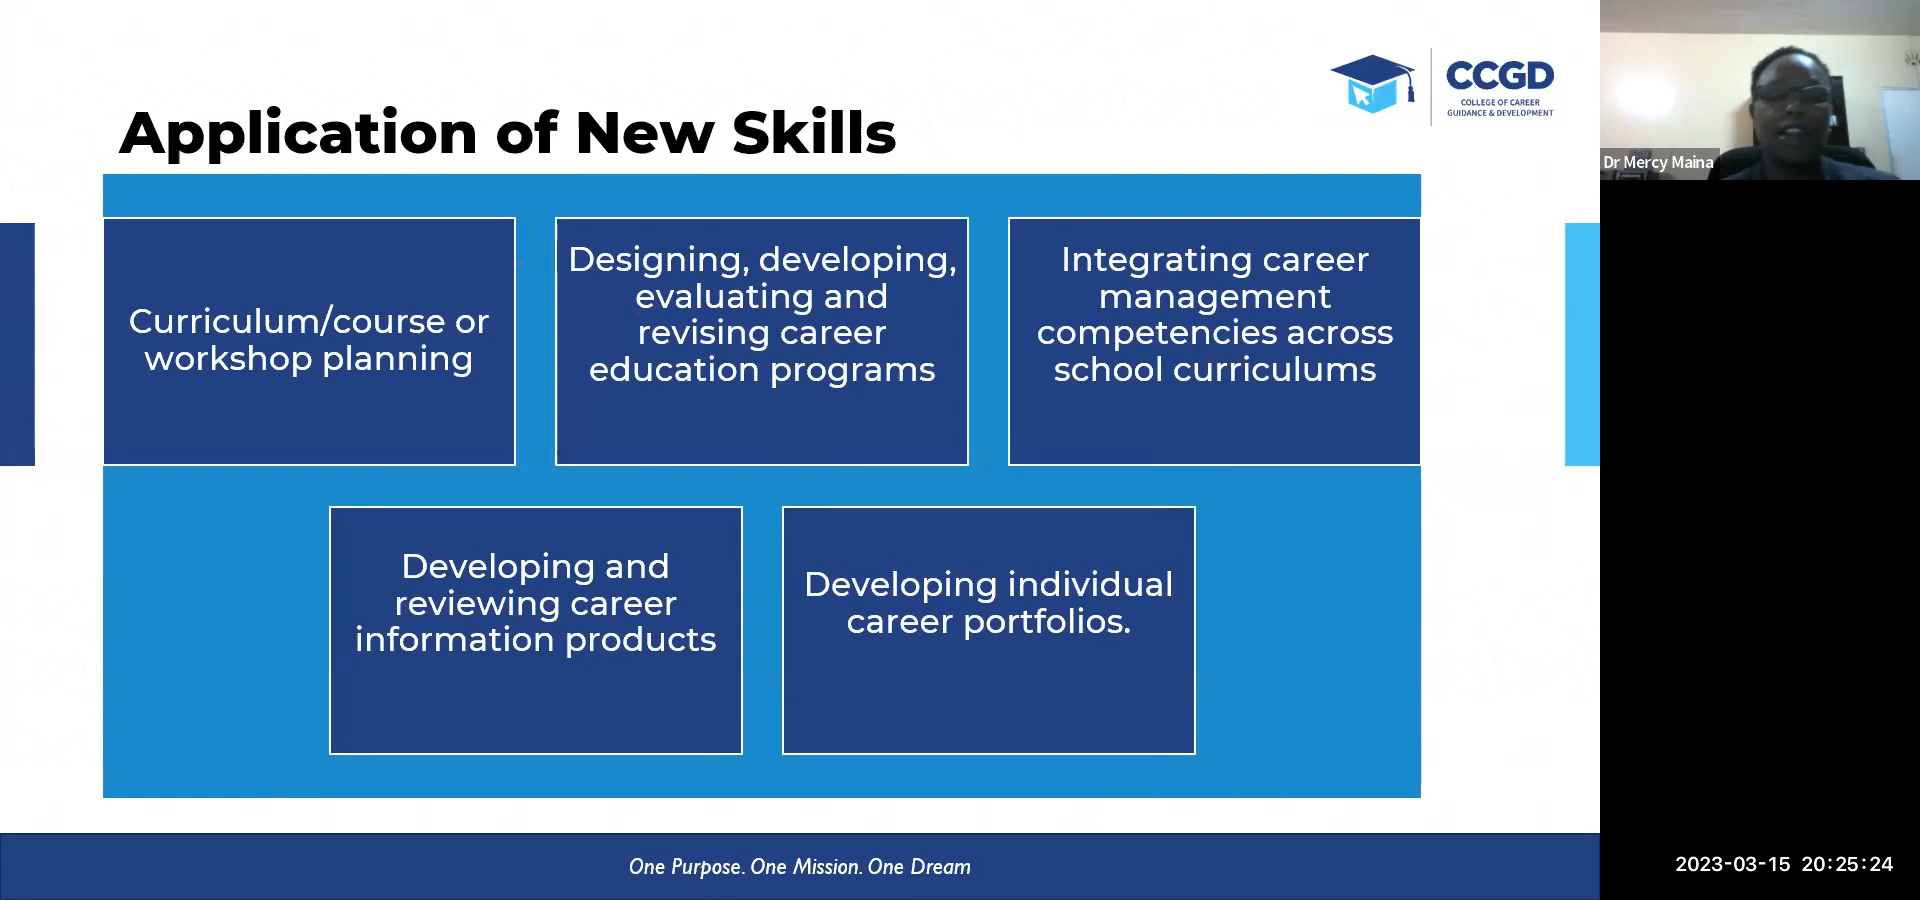 CCGD
COLLEGE OF CAREER
GUIDANCE & DEVELOPMENT
Dr Mercy Maina
Application of New Skills
Curriculum/course or
workshop planning
Designing, developing,
evaluating and
revising career
education programs
Integrating career
management
competencies across
school curriculums
Developing and
reviewing career
information products
Developing individual
career portfolios.
One Purpose. One Mission. One Dream
2023-03-15 20:25:24